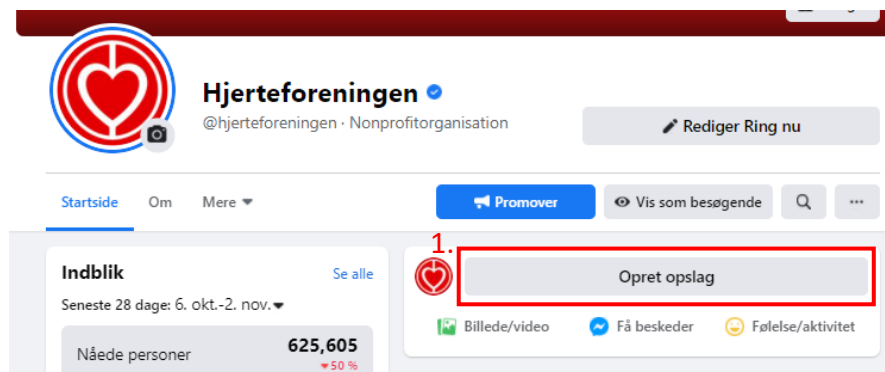 Hjerteforeningen
@hjerteforeningen · Nonprofitorganisation
Rediger Ring nu
Startside Om Mere
Promover Vis som besøgende
1.
Indblik Se alle
Opret opslag
Seneste 28 dage: 6. okt.-2. nov.
Billede/video Få beskeder Følelse/aktivitet
Nåede personer 625,605
50 %